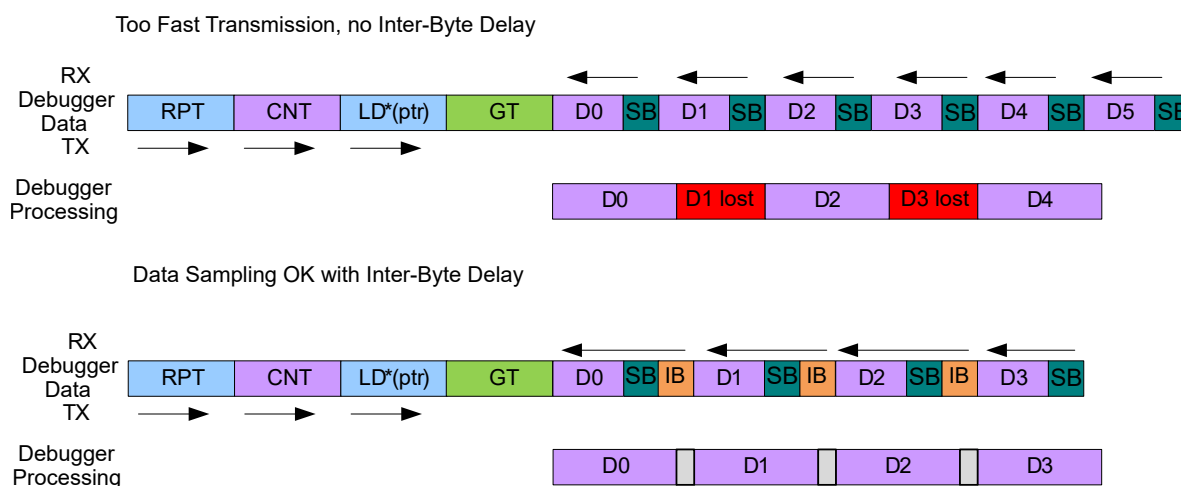 Too Fast Transmission, no Inter-Byte Delay
RX
Debugger
Data
TX
RPT CNT LD*(ptr) GT D0 SB D1 SB D2 SB D3 SB D4 SB D5 SB
Debugger
Processing
D0 D1 lost D2 D3 lost D4
Data Sampling OK with Inter-Byte Delay
RX
Debugger
Data
TX
RPT CNT LD*(ptr) GT D0 SB IB D1 SB IB D2 SB IB D3 SB
Debugger
Processing
D0 D1 D2 D3